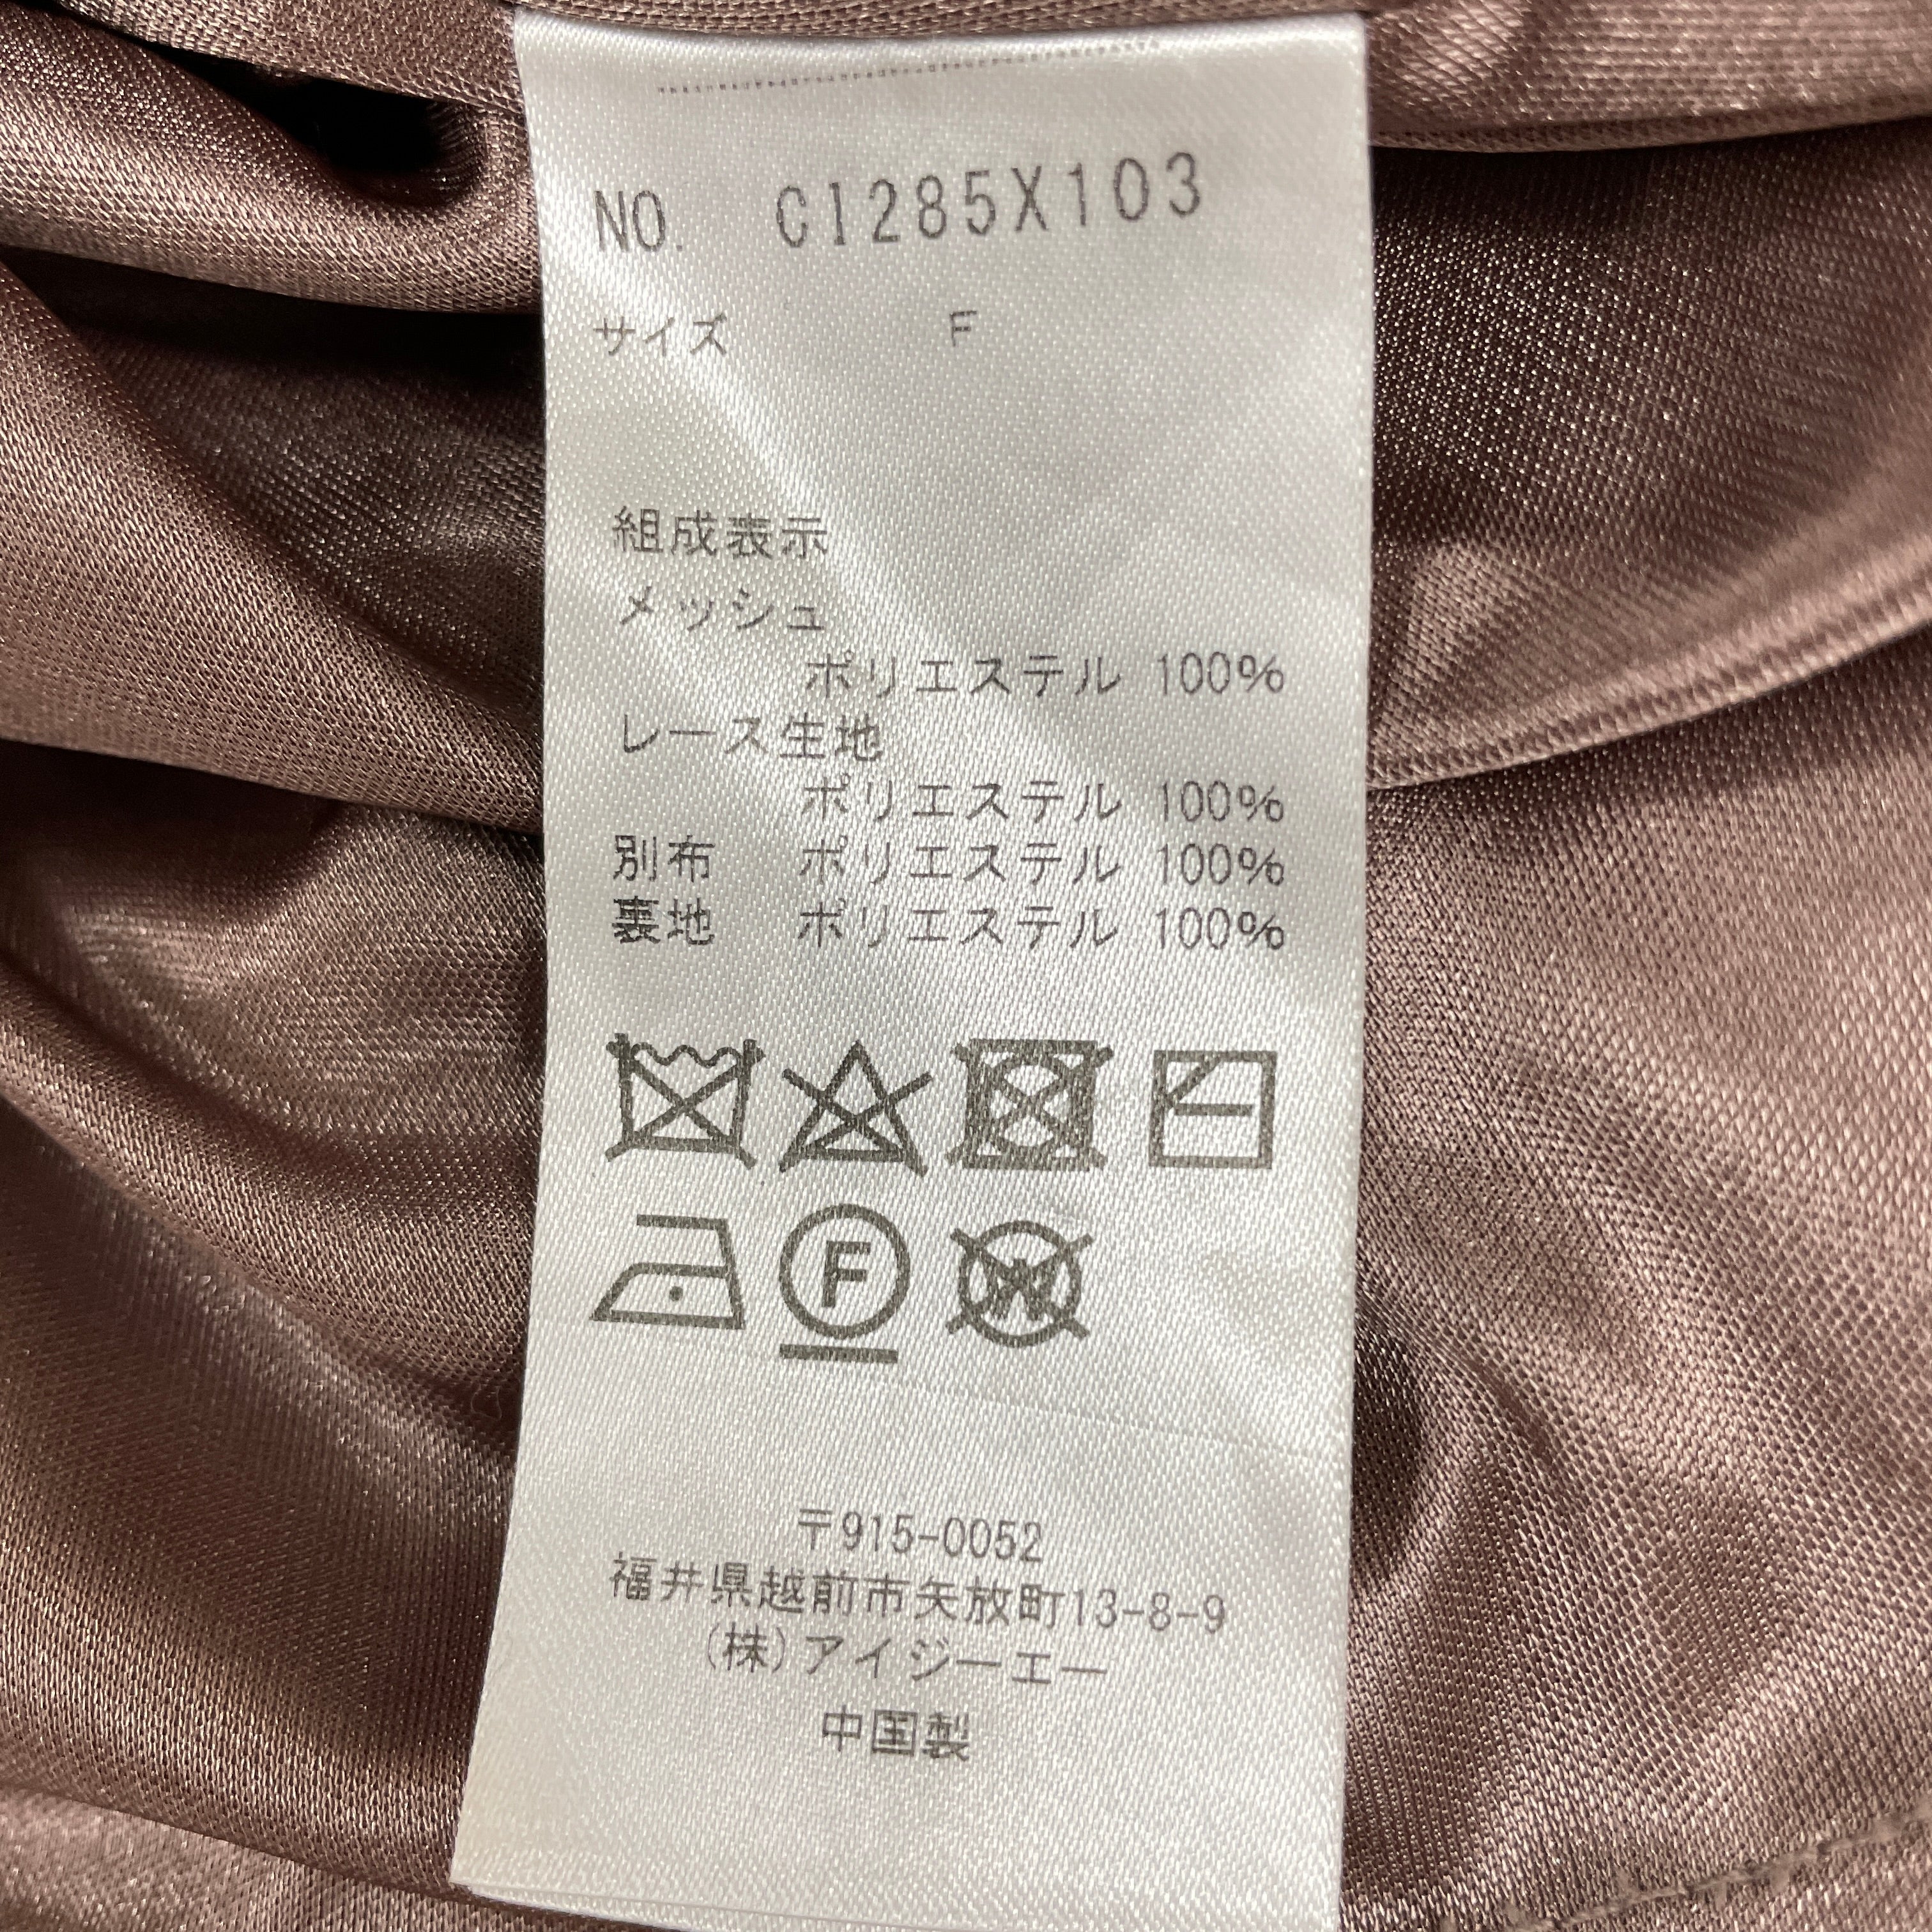 NO. C1285X103
サイズ F
組成表示
メッシュ
ポリエステル 100%
レース生地
ポリエステル 100%
別布 ポリエステル 100%
裏地 ポリエステル 100%
F
W
〒915-0052
福井県越前市矢放町13-8-9
(株)アイジーエー
中国製